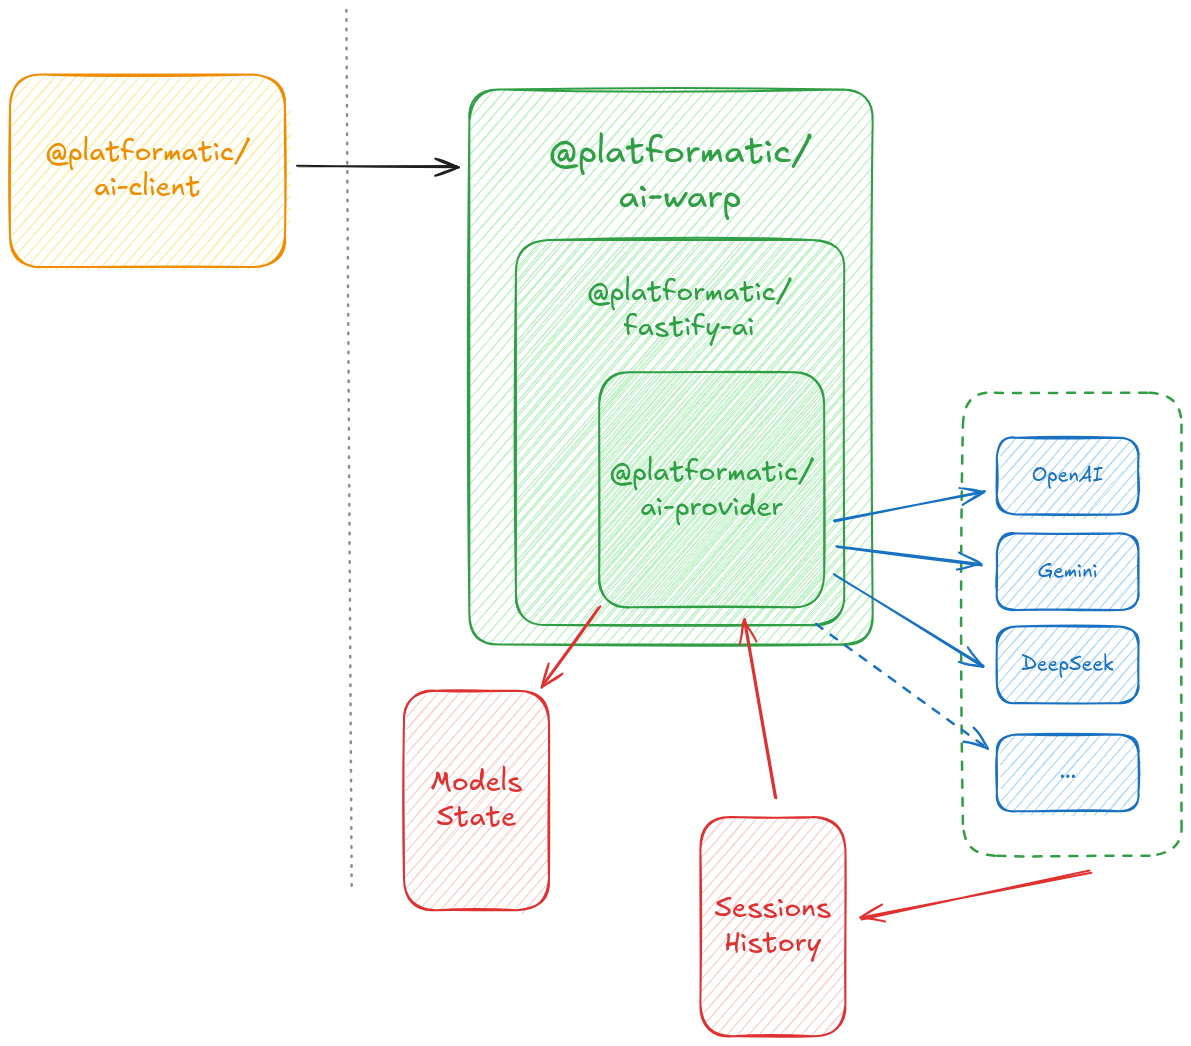 @platformatic/
ai-client
@platformatic/
ai-warp
@platformatic/
fastify-ai
@platformatic/
ai-provider
OpenAI
Gemini
DeepSeek
...
Models
State
Sessions
History